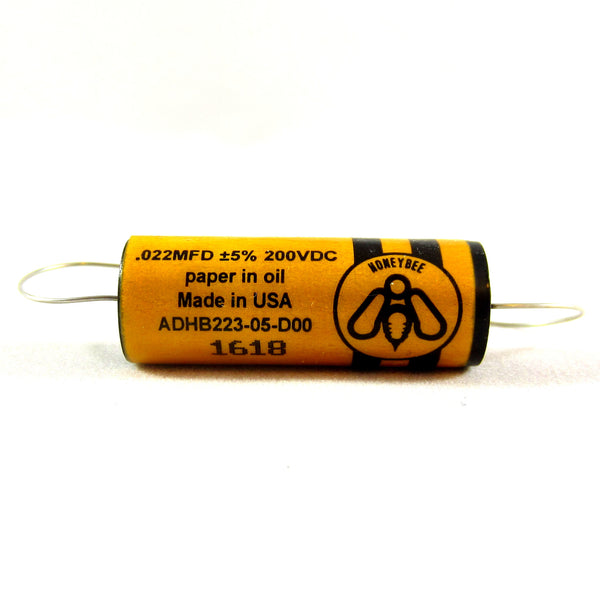 .022MFD ±5% 200VDC
paper in oil
Made in USA
ADHB223-05-D00
1618
HONEYBEE